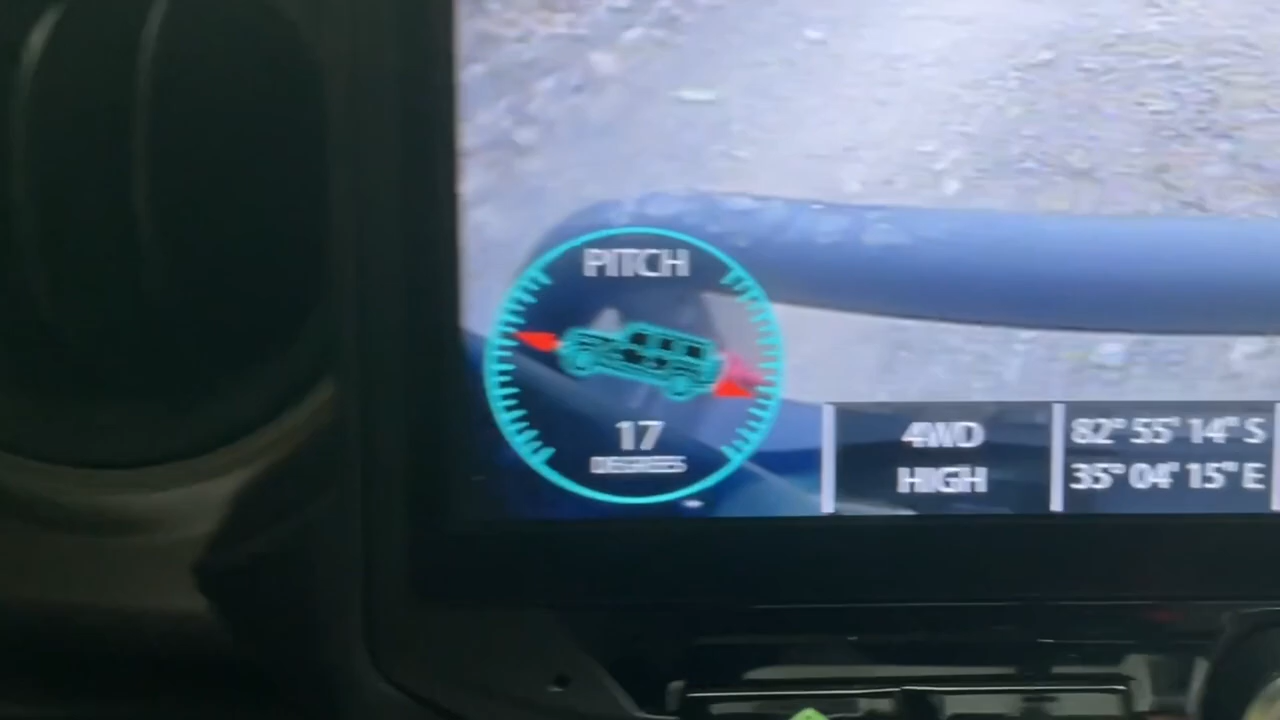 PITCH
17
DEGREES
4WD
HIGH
82° 55' 14" S
35° 04' 15" E